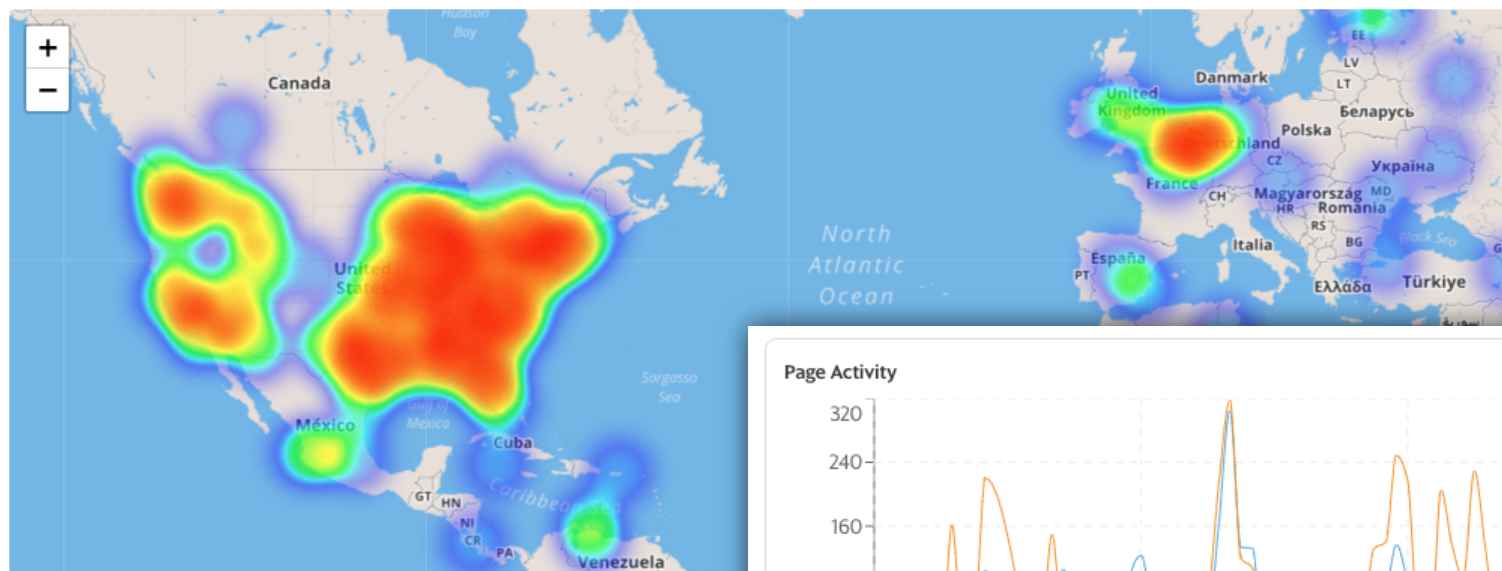 Hudson
Bay
+
−
Canada
United
States
México
Gulf of
Mexico
Cuba
GT
HN
NI
CR
PA
Caribbean Sea
Venezuela
Sargasso
Sea
North
Atlantic
Ocean
EE
LV
LT
Danmark
United
Kingdom
Беларусь
Polska
Deutschland
CZ
Україна
France
CH
Magyarország
MD
HR
România
RS
BG
Black Sea
Italia
España
PT
Ελλάδα
Türkiye
G
Page Activity
320
240
160